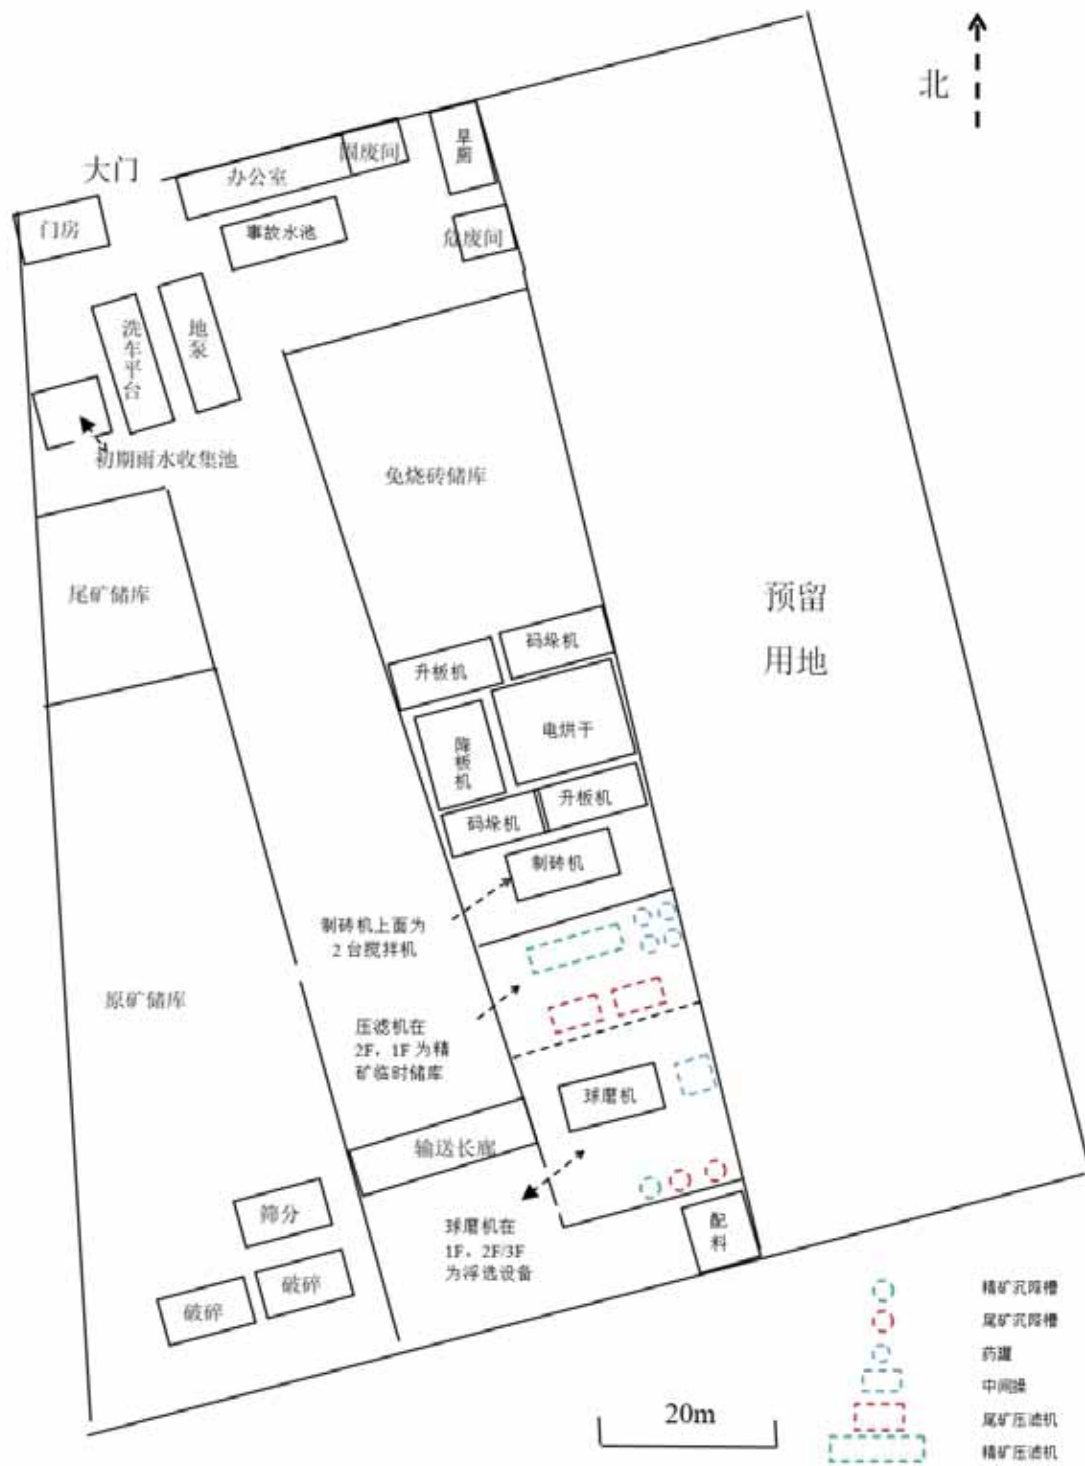 北
大门
办公室
固废间
旱厕
门房
事故水池
危废间
洗车平台
地泵
初期雨水收集池
免烧砖储库
尾矿储库
预留
用地
码垛机
升板机
电烘干
降板机
升板机
码垛机
制砖机
制砖机上面为
2 台搅拌机
原矿储库
压滤机在
2F，1F 为精
矿临时储库
球磨机
输送长廊
筛分
球磨机在
1F，2F/3F
为浮选设备
配料
破碎
破碎
20m
精矿沉降槽
尾矿沉降槽
药罐
中间操
尾矿压滤机
精矿压滤机